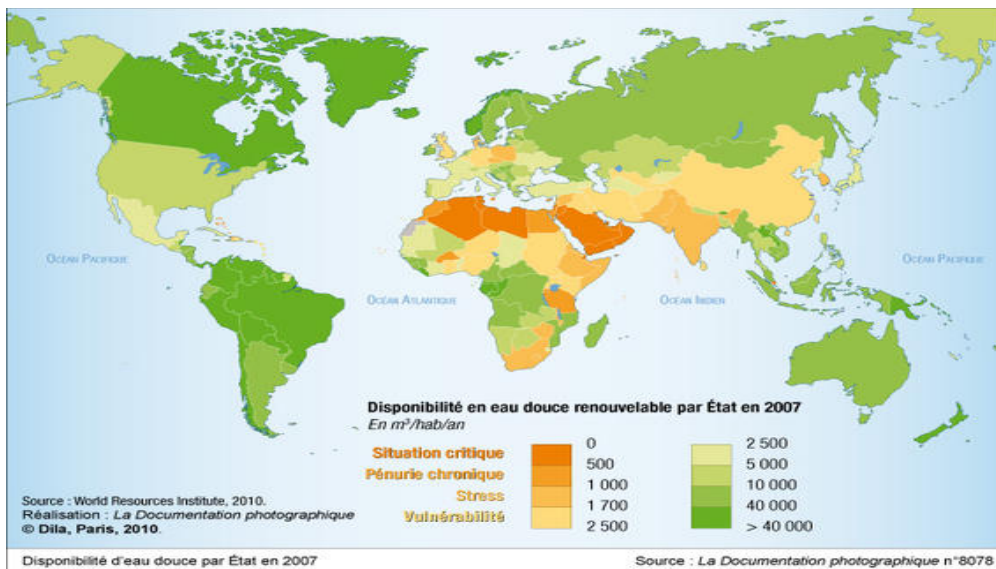 OCÉAN PACIFIQUE
OCÉAN ATLANTIQUE
OCÉAN INDIEN
OCÉAN PACIFIQUE
Disponibilité en eau douce renouvelable par État en 2007
En m³/hab/an
Situation critique
Pénurie chronique
Stress
Vulnérabilité
0
500
1 000
1 700
2 500
2 500
5 000
10 000
40 000
> 40 000
Source : World Resources Institute, 2010.
Réalisation : La Documentation photographique
© Dila, Paris, 2010.
Disponibilité d'eau douce par État en 2007
Source : La Documentation photographique n°8078